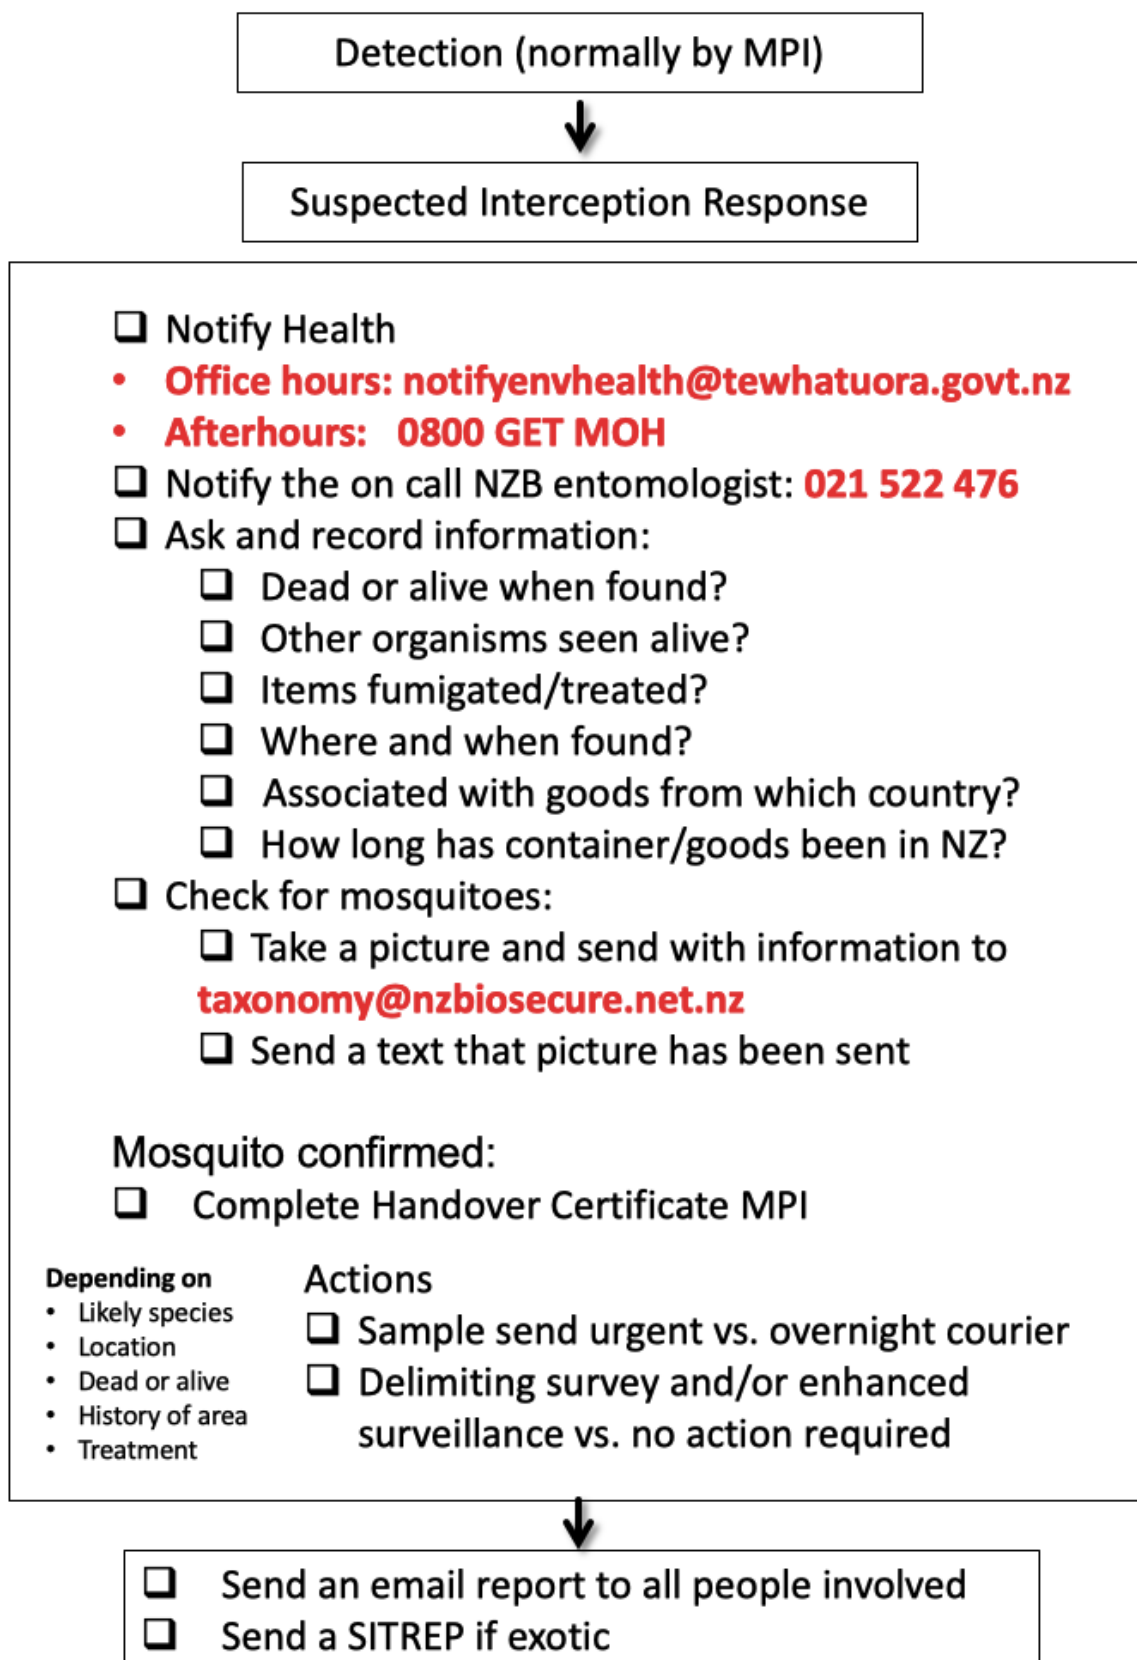 Detection (normally by MPI)
Suspected Interception Response
❑ Notify Health
• Office hours: notifyenvhealth@tewhatuora.govt.nz
• Afterhours: 0800 GET MOH
❑ Notify the on call NZB entomologist: 021 522 476
❑ Ask and record information:
❑ Dead or alive when found?
❑ Other organisms seen alive?
❑ Items fumigated/treated?
❑ Where and when found?
❑ Associated with goods from which country?
❑ How long has container/goods been in NZ?
❑ Check for mosquitoes:
❑ Take a picture and send with information to
taxonomy@nzbiosecure.net.nz
❑ Send a text that picture has been sent
Mosquito confirmed:
❑ Complete Handover Certificate MPI
Depending on
• Likely species
• Location
• Dead or alive
• History of area
• Treatment
Actions
❑ Sample send urgent vs. overnight courier
❑ Delimiting survey and/or enhanced
surveillance vs. no action required
❑ Send an email report to all people involved
❑ Send a SITREP if exotic